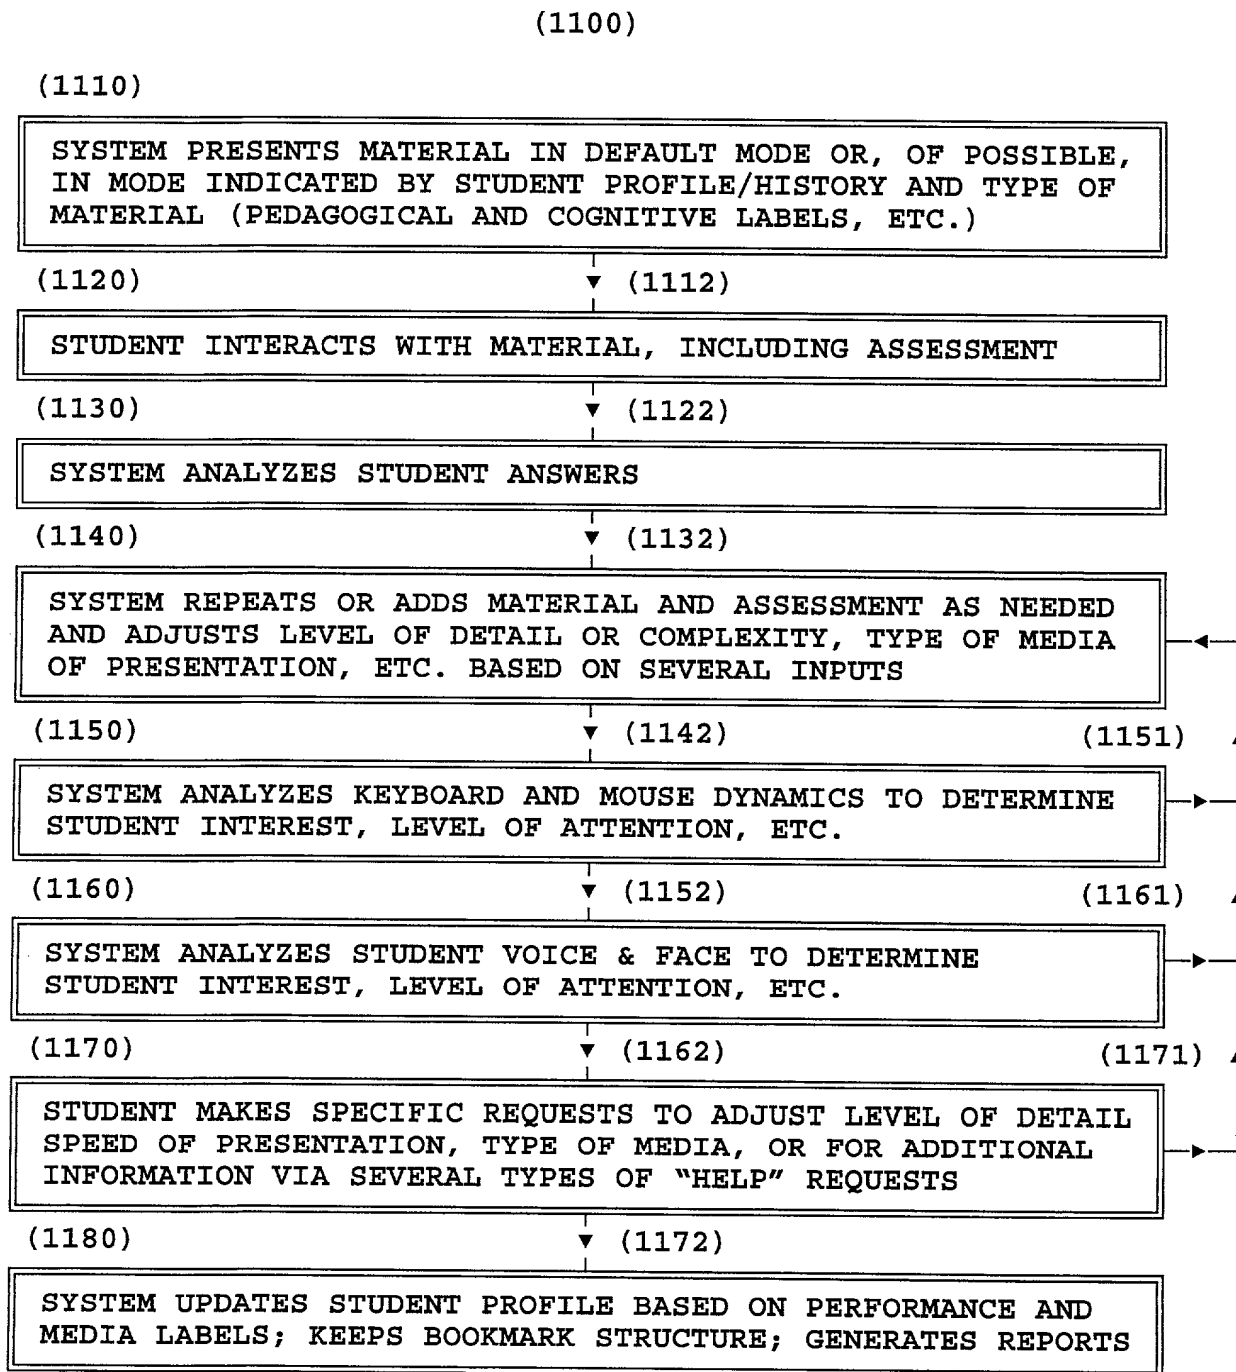 (1100)
(1110)
SYSTEM PRESENTS MATERIAL IN DEFAULT MODE OR, OF POSSIBLE,
IN MODE INDICATED BY STUDENT PROFILE/HISTORY AND TYPE OF
MATERIAL (PEDAGOGICAL AND COGNITIVE LABELS, ETC.)
(1120) (1112)
STUDENT INTERACTS WITH MATERIAL, INCLUDING ASSESSMENT
(1130) (1122)
SYSTEM ANALYZES STUDENT ANSWERS
(1140) (1132)
SYSTEM REPEATS OR ADDS MATERIAL AND ASSESSMENT AS NEEDED
AND ADJUSTS LEVEL OF DETAIL OR COMPLEXITY, TYPE OF MEDIA
OF PRESENTATION, ETC. BASED ON SEVERAL INPUTS
(1150) (1142) (1151)
SYSTEM ANALYZES KEYBOARD AND MOUSE DYNAMICS TO DETERMINE
STUDENT INTEREST, LEVEL OF ATTENTION, ETC.
(1160) (1152) (1161)
SYSTEM ANALYZES STUDENT VOICE & FACE TO DETERMINE
STUDENT INTEREST, LEVEL OF ATTENTION, ETC.
(1170) (1162) (1171)
STUDENT MAKES SPECIFIC REQUESTS TO ADJUST LEVEL OF DETAIL
SPEED OF PRESENTATION, TYPE OF MEDIA, OR FOR ADDITIONAL
INFORMATION VIA SEVERAL TYPES OF "HELP" REQUESTS
(1180) (1172)
SYSTEM UPDATES STUDENT PROFILE BASED ON PERFORMANCE AND
MEDIA LABELS; KEEPS BOOKMARK STRUCTURE; GENERATES REPORTS